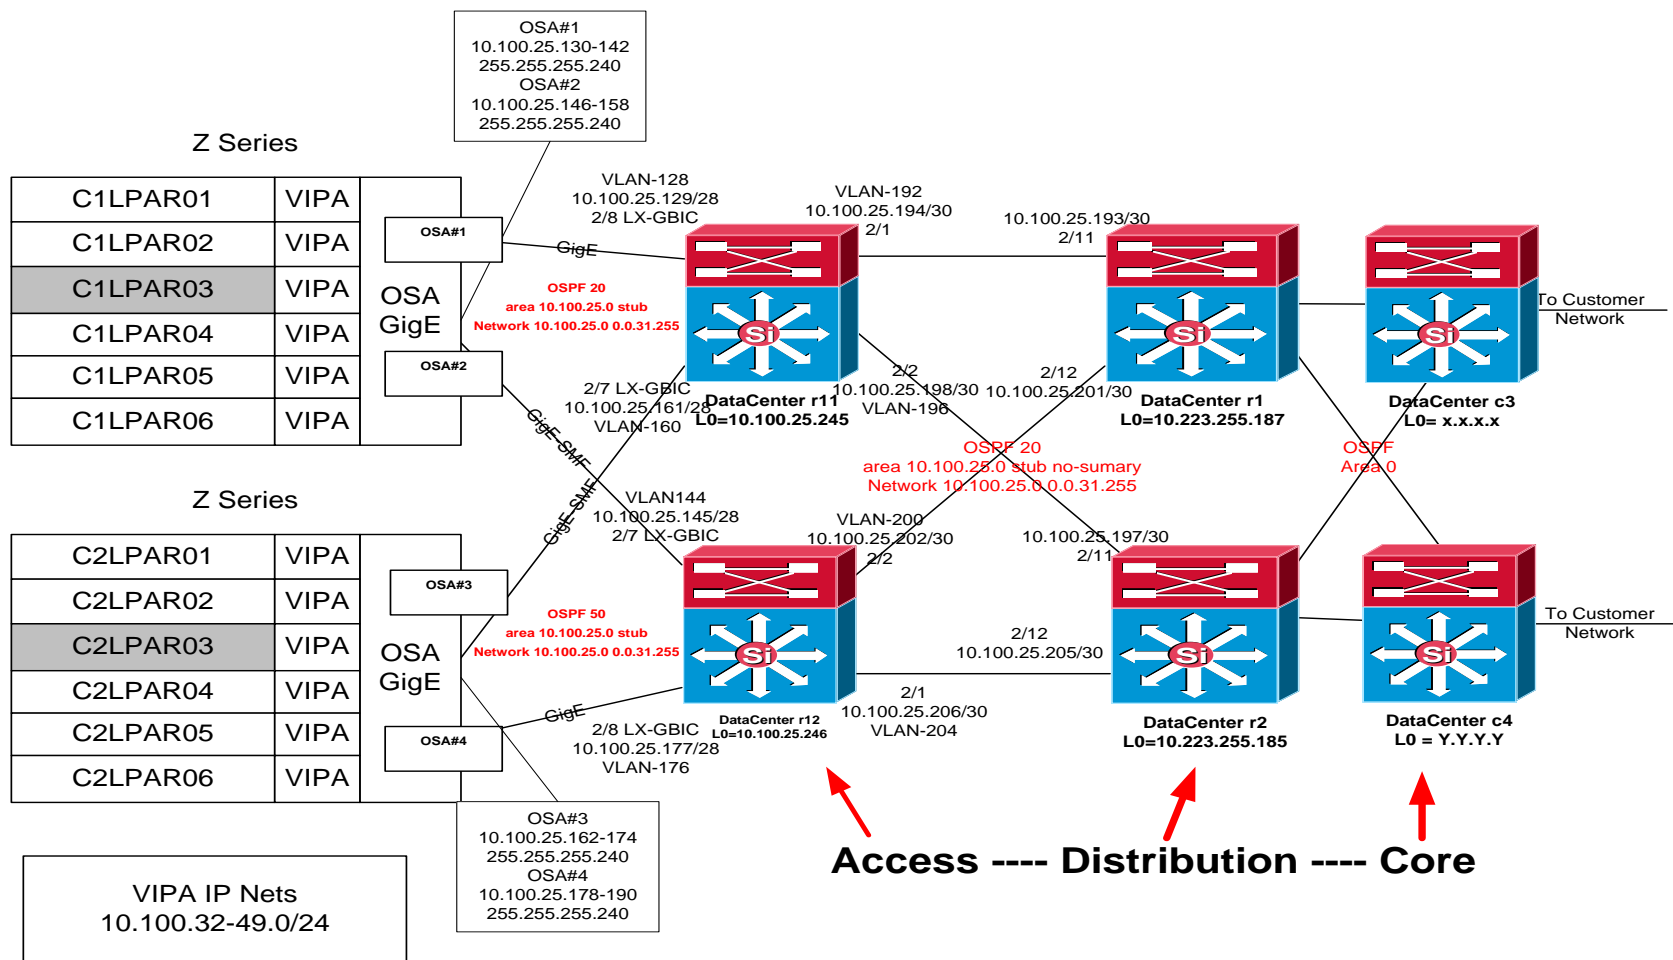 OSA#1
10.100.25.130-142
255.255.255.240
OSA#2
10.100.25.146-158
255.255.255.240
Z Series
C1LPAR01 VIPA
C1LPAR02 VIPA
C1LPAR03 VIPA
C1LPAR04 VIPA
C1LPAR05 VIPA
C1LPAR06 VIPA
OSA#1
OSA
GigE
OSA#2
VLAN-128
10.100.25.129/28
2/8 LX-GBIC
GigE
OSPF 20
area 10.100.25.0 stub
Network 10.100.25.0 0.0.31.255
2/7 LX-GBIC
10.100.25.161/28
VLAN-160
GigE-SMF
GigE-SMF
VLAN-192
10.100.25.194/30
2/1
10.100.25.193/30
2/11
Si
DataCenter r11
L0=10.100.25.245
2/2
10.100.25.198/30
VLAN-196
2/12
10.100.25.201/30
Si
DataCenter r1
L0=10.223.255.187
Si
DataCenter c3
L0= x.x.x.x
To Customer
Network
OSPF 20
area 10.100.25.0 stub no-sumary
Network 10.100.25.0 0.0.31.255
OSPF
Area 0
Z Series
C2LPAR01 VIPA
C2LPAR02 VIPA
C2LPAR03 VIPA
C2LPAR04 VIPA
C2LPAR05 VIPA
C2LPAR06 VIPA
OSA#3
OSA
GigE
OSA#4
VLAN144
10.100.25.145/28
2/7 LX-GBIC
OSPF 50
area 10.100.25.0 stub
Network 10.100.25.0 0.0.31.255
GigE
2/8 LX-GBIC
10.100.25.177/28
VLAN-176
VLAN-200
10.100.25.202/30
2/2
10.100.25.197/30
2/11
Si
DataCenter r12
L0=10.100.25.246
2/12
10.100.25.205/30
2/1
10.100.25.206/30
VLAN-204
Si
DataCenter r2
L0=10.223.255.185
Si
DataCenter c4
L0 = Y.Y.Y.Y
To Customer
Network
OSA#3
10.100.25.162-174
255.255.255.240
OSA#4
10.100.25.178-190
255.255.255.240
Access ---- Distribution ---- Core
VIPA IP Nets
10.100.32-49.0/24